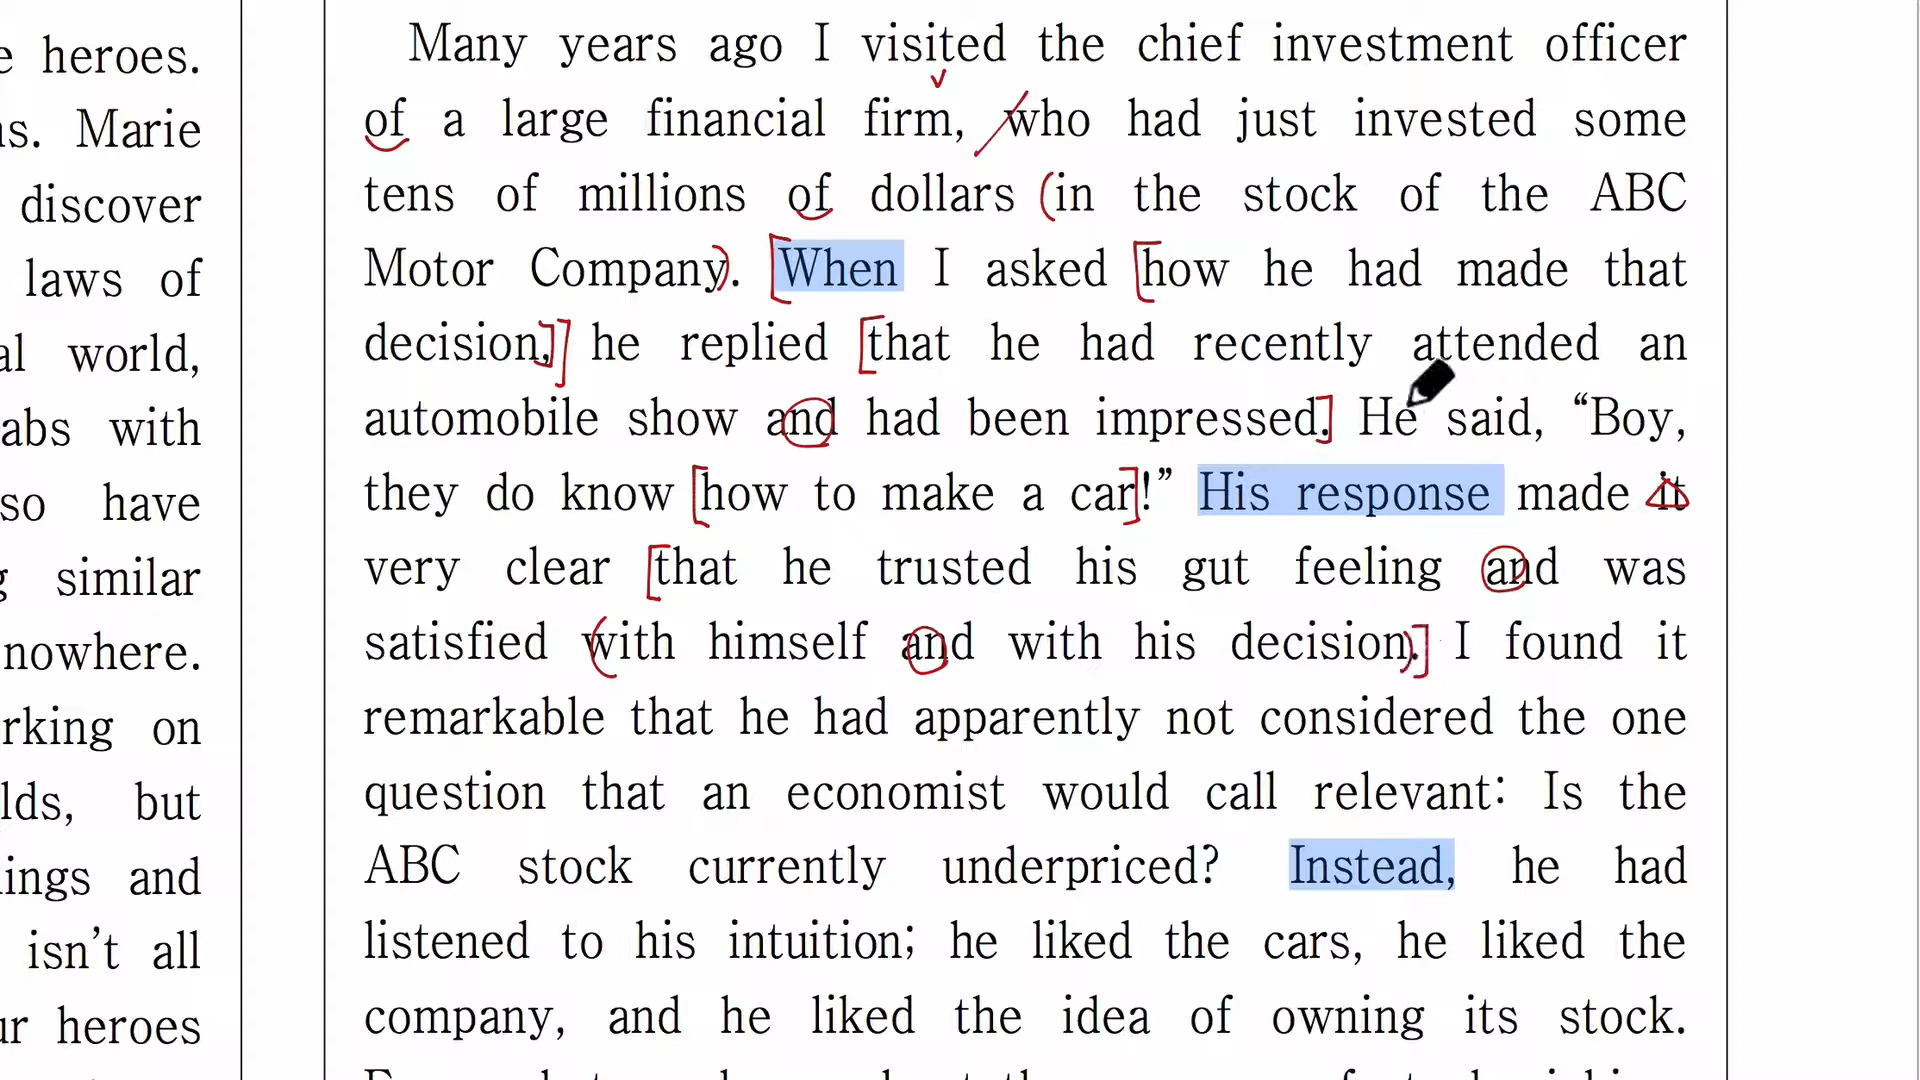 e heroes.
ns. Marie
discover
laws of
al world,
abs with
so have
g similar
nowhere.
rking on
lds, but
ings and
isn't all
ur heroes
Many years ago I visited the chief investment officer
of a large financial firm, who had just invested some
tens of millions of dollars (in the stock of the ABC
Motor Company). [When I asked [how he had made that
decision,]] he replied [that he had recently attended an
automobile show and had been impressed.] He said, “Boy,
they do know [how to make a car]!” His response made it
very clear [that he trusted his gut feeling and was
satisfied (with himself and with his decision.)] I found it
remarkable that he had apparently not considered the one
question that an economist would call relevant: Is the
ABC stock currently underpriced? Instead, he had
listened to his intuition; he liked the cars, he liked the
company, and he liked the idea of owning its stock.